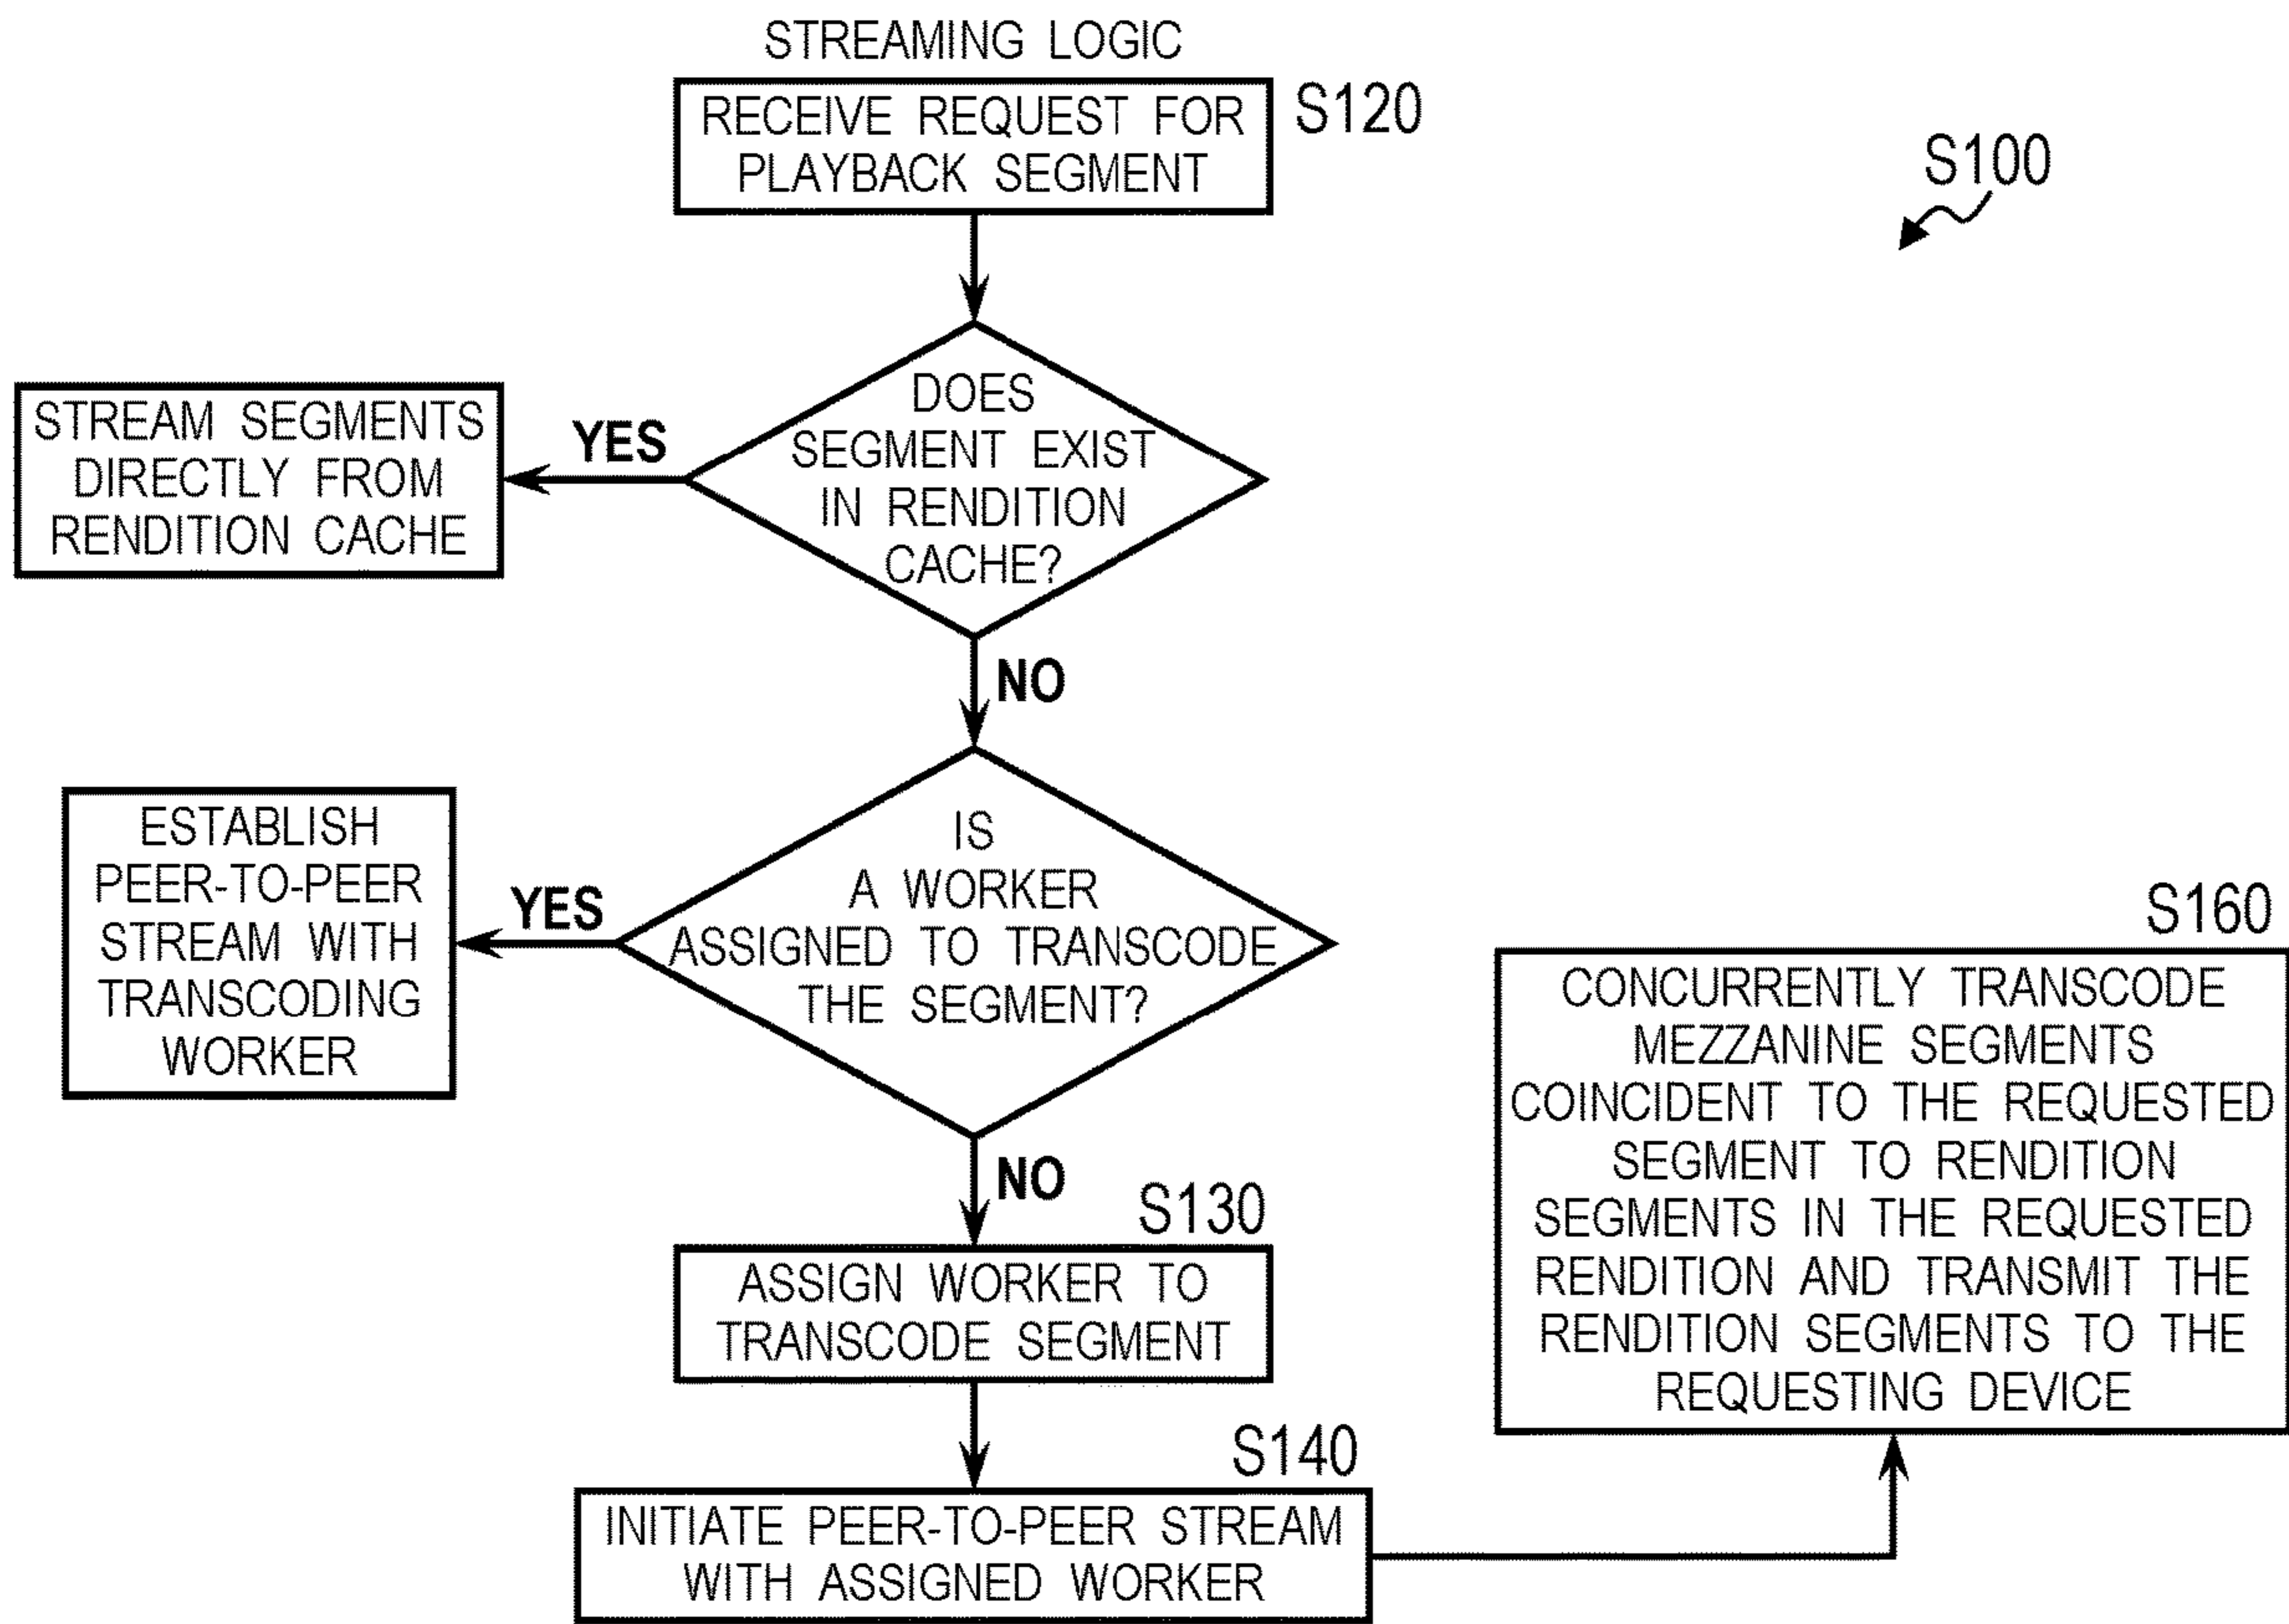 STREAMING LOGIC
RECEIVE REQUEST FOR
PLAYBACK SEGMENT
S120
S100
DOES
SEGMENT EXIST
IN RENDITION
CACHE?
YES
STREAM SEGMENTS
DIRECTLY FROM
RENDITION CACHE
NO
IS
A WORKER
ASSIGNED TO TRANSCODE
THE SEGMENT?
YES
ESTABLISH
PEER-TO-PEER
STREAM WITH
TRANSCODING
WORKER
NO
S130
ASSIGN WORKER TO
TRANSCODE SEGMENT
S140
INITIATE PEER-TO-PEER STREAM
WITH ASSIGNED WORKER
S160
CONCURRENTLY TRANSCODE
MEZZANINE SEGMENTS
COINCIDENT TO THE REQUESTED
SEGMENT TO RENDITION
SEGMENTS IN THE REQUESTED
RENDITION AND TRANSMIT THE
RENDITION SEGMENTS TO THE
REQUESTING DEVICE